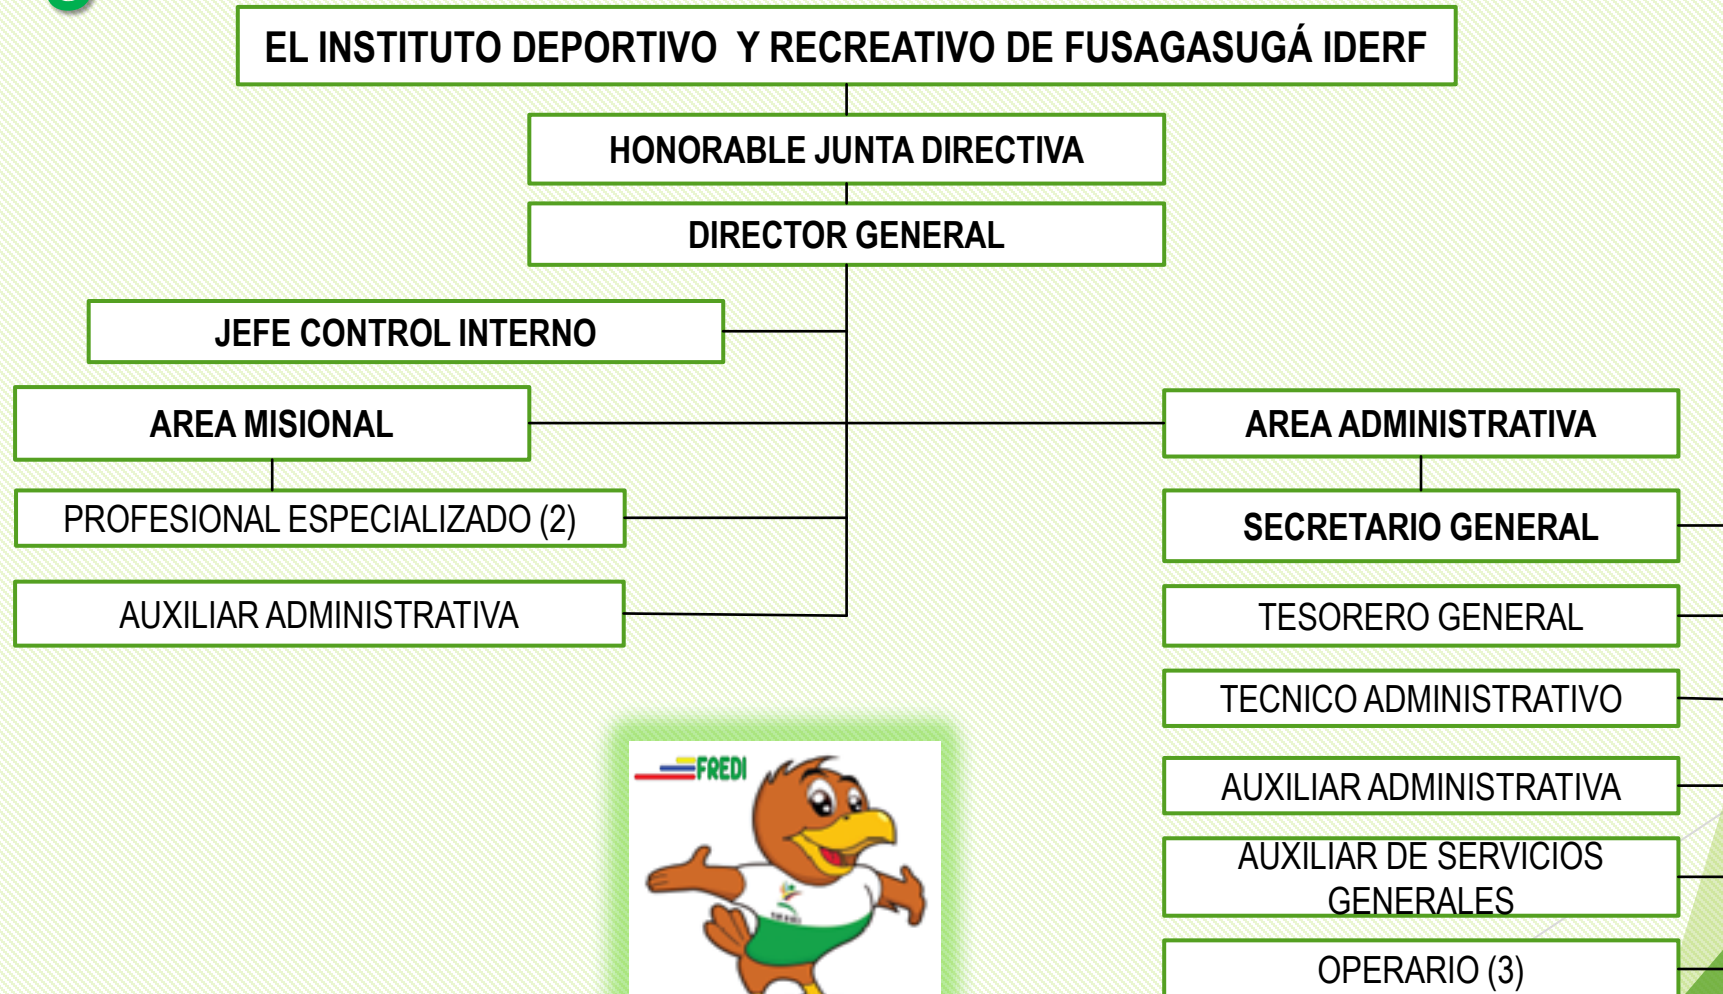 EL INSTITUTO DEPORTIVO Y RECREATIVO DE FUSAGASUGÁ IDERF
HONORABLE JUNTA DIRECTIVA
DIRECTOR GENERAL
JEFE CONTROL INTERNO
AREA MISIONAL
PROFESIONAL ESPECIALIZADO (2)
AUXILIAR ADMINISTRATIVA
AREA ADMINISTRATIVA
SECRETARIO GENERAL
TESORERO GENERAL
TECNICO ADMINISTRATIVO
AUXILIAR ADMINISTRATIVA
AUXILIAR DE SERVICIOS
GENERALES
OPERARIO (3)
FREDI